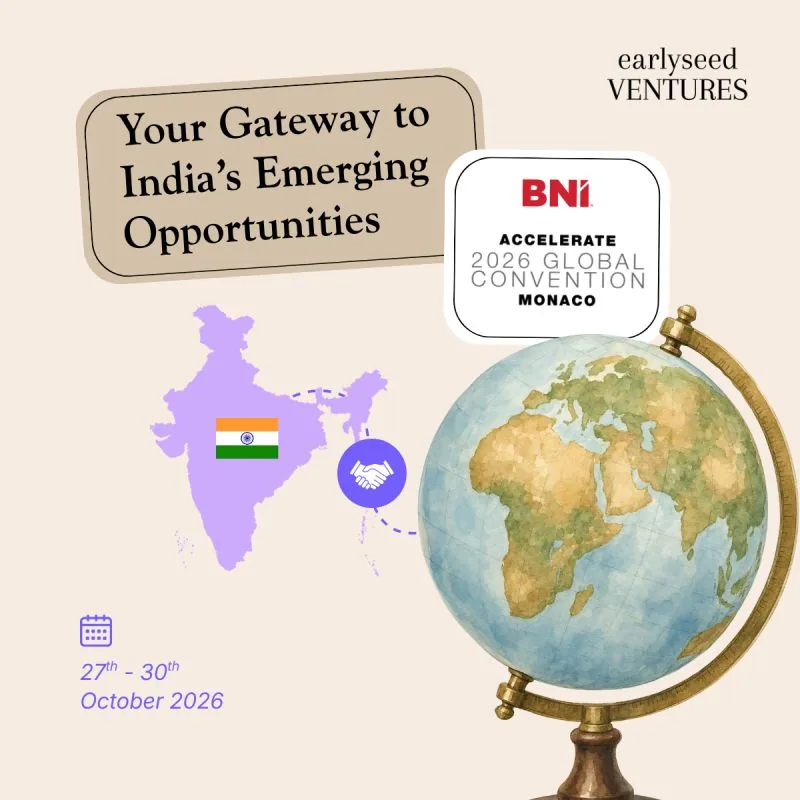 earlyseed
VENTURES
Your Gateway to
India's Emerging
Opportunities
BNI
ACCELERATE
2026 GLOBAL
CONVENTION
MONACO
27th - 30th
October 2026